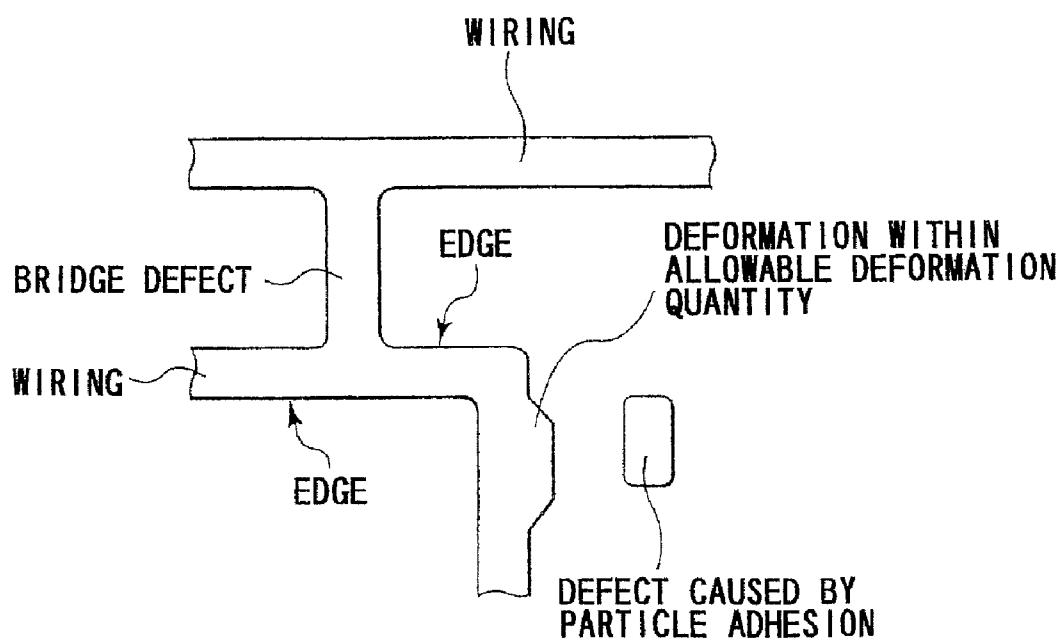 WIRING
EDGE
DEFORMATION WITHIN
ALLOWABLE DEFORMATION
QUANTITY
BRIDGE DEFECT
WIRING
EDGE
DEFECT CAUSED BY
PARTICLE ADHESION